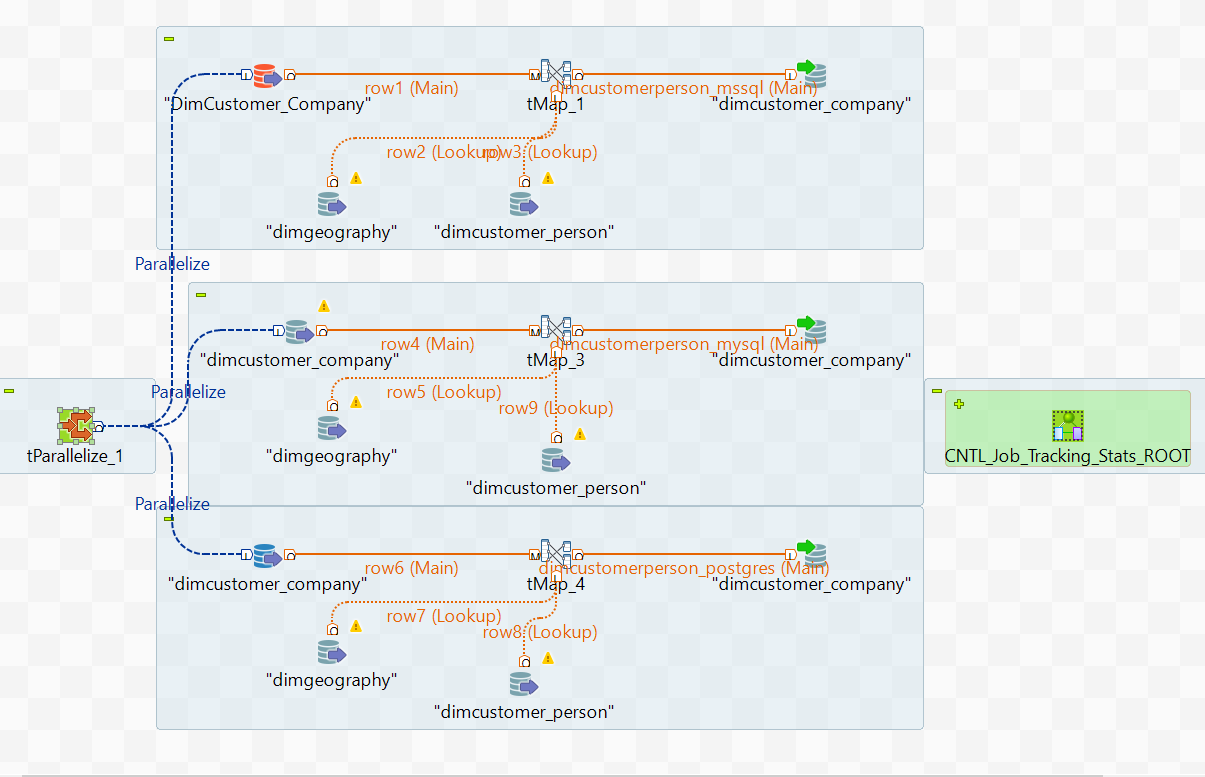 row1 (Main)
dimcustomerperson_mssql (Main)
"DimCustomer_Company"
tMap_1
"dimcustomer_company"
row2 (Lookup)
row3 (Lookup)
"dimgeography"
"dimcustomer_person"
Parallelize
row4 (Main)
dimcustomerperson_mysql (Main)
"dimcustomer_company"
tMap_3
"dimcustomer_company"
Parallelize
row5 (Lookup)
row9 (Lookup)
tParallelize_1
"dimgeography"
CNTL_Job_Tracking_Stats_ROOT
"dimcustomer_person"
Parallelize
row6 (Main)
dimcustomerperson_postgres (Main)
"dimcustomer_company"
tMap_4
"dimcustomer_company"
row7 (Lookup)
row8 (Lookup)
"dimgeography"
"dimcustomer_person"